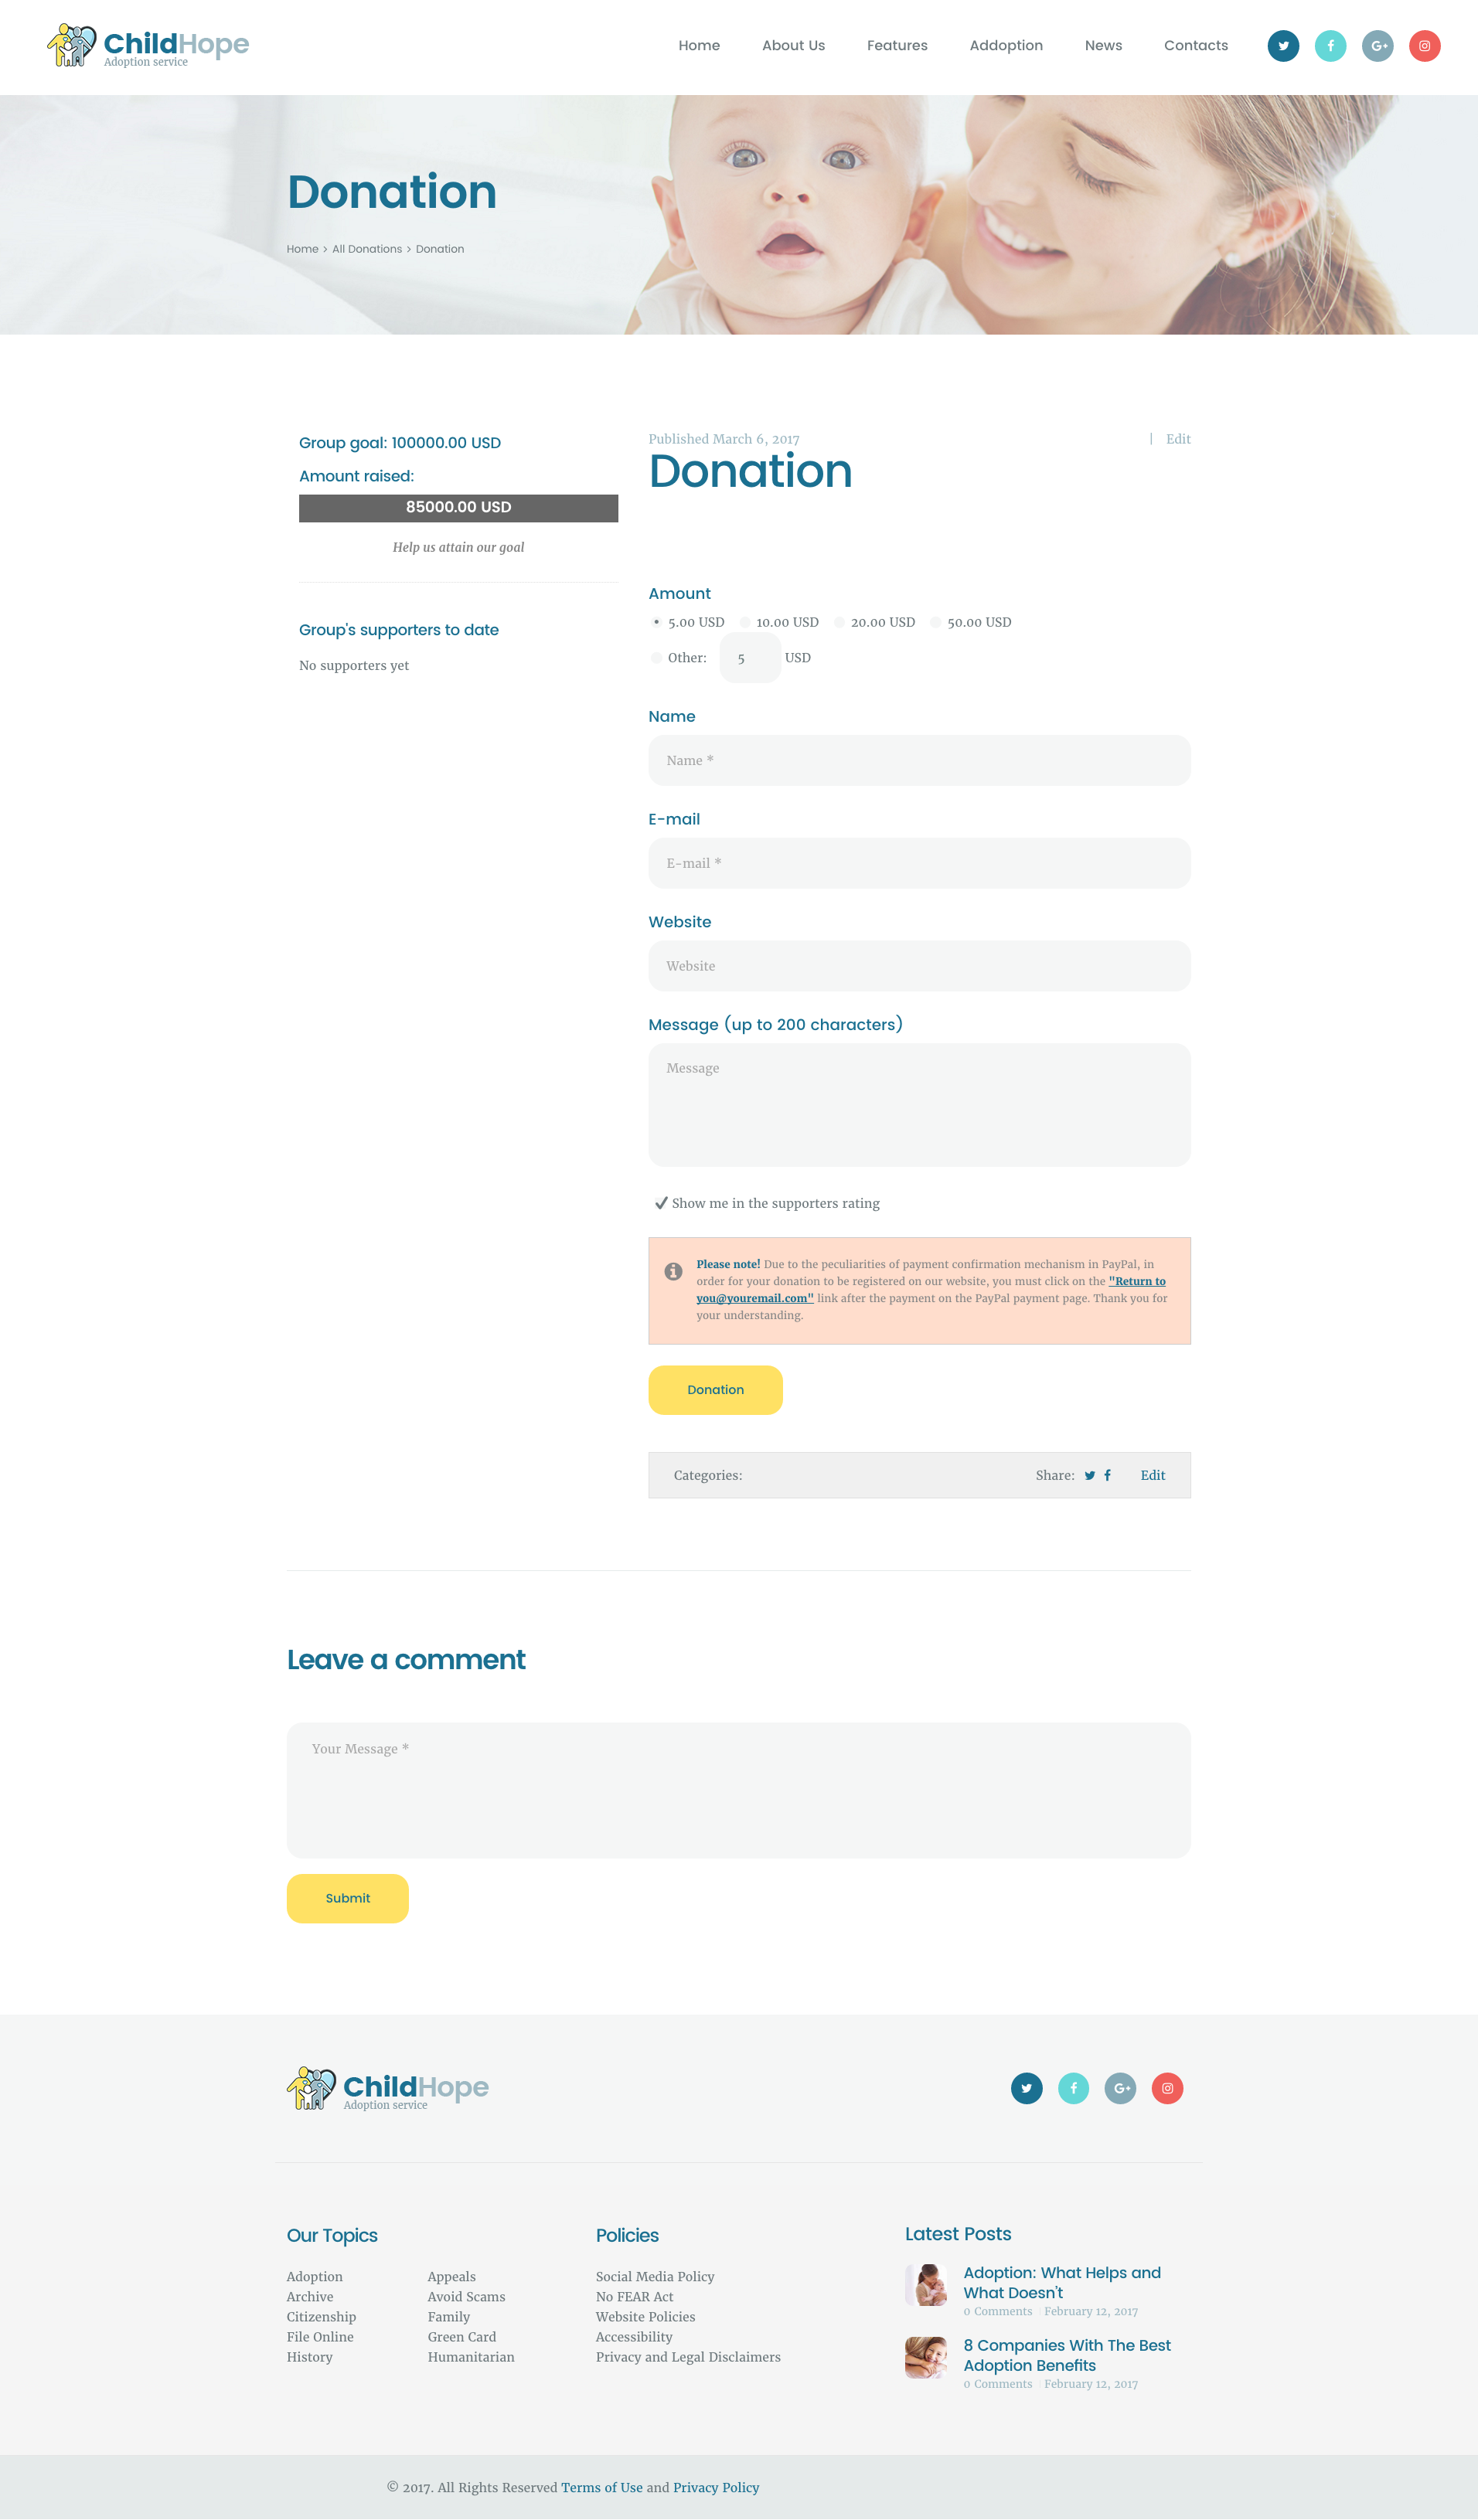 ChildHope
Adoption service
Home About Us Features Addoption News Contacts
Donation
Home > All Donations > Donation
Group goal: 100000.00 USD
Amount raised:
85000.00 USD
Help us attain our goal
Group's supporters to date
No supporters yet
Published March 6, 2017 | Edit
Donation
Amount
5.00 USD 10.00 USD 20.00 USD 50.00 USD
Other: 5 USD
Name
Name *
E-mail
E-mail *
Website
Website
Message (up to 200 characters)
Message
Show me in the supporters rating
Please note! Due to the peculiarities of payment confirmation mechanism in PayPal, in
order for your donation to be registered on our website, you must click on the "Return to
you@youremail.com" link after the payment on the PayPal payment page. Thank you for
your understanding.
Donation
Categories: Share: Edit
Leave a comment
Your Message *
Submit
ChildHope
Adoption service
Our Topics
Adoption
Archive
Citizenship
File Online
History
Appeals
Avoid Scams
Family
Green Card
Humanitarian
Policies
Social Media Policy
No FEAR Act
Website Policies
Accessibility
Privacy and Legal Disclaimers
Latest Posts
Adoption: What Helps and
What Doesn't
0 Comments February 12, 2017
8 Companies With The Best
Adoption Benefits
0 Comments February 12, 2017
© 2017. All Rights Reserved Terms of Use and Privacy Policy